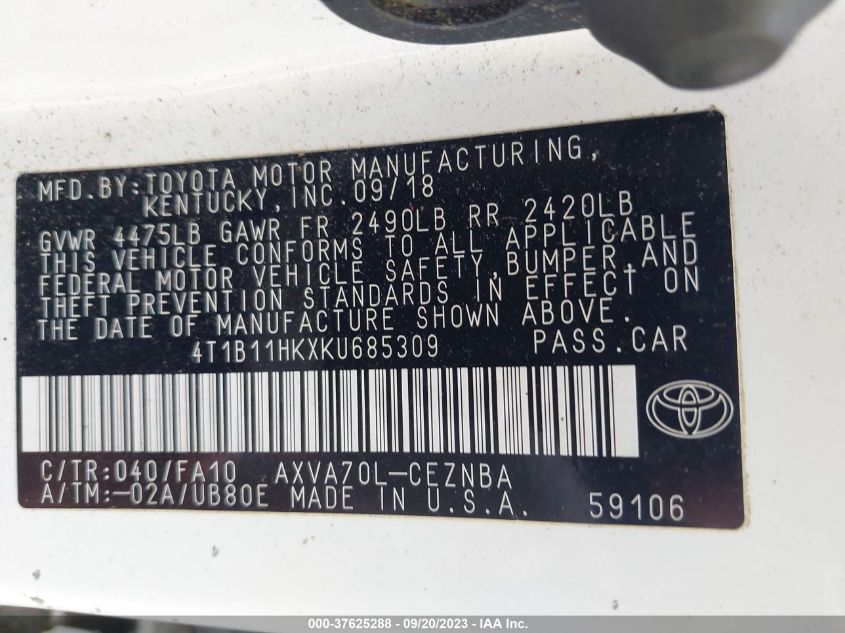 MFD.BY:TOYOTA MOTOR MANUFACTURING,
KENTUCKY,INC.09/18
GVWR 4475LB GAWR FR 2490LB RR 2420LB
THIS VEHICLE CONFORMS TO ALL APPLICABLE
FEDERAL MOTOR VEHICLE SAFETY,BUMPER,AND
THEFT PREVENTION STANDARDS IN EFFECT ON
THE DATE OF MANUFACTURE SHOWN ABOVE.
4T1B11HKXKU685309 PASS.CAR
C/TR:040/FA10 AXVA70L-CEZNBA
A/TM:-02A/UB80E MADE IN U.S.A. 59106
000-37625288 - 09/20/2023 - IAA Inc.